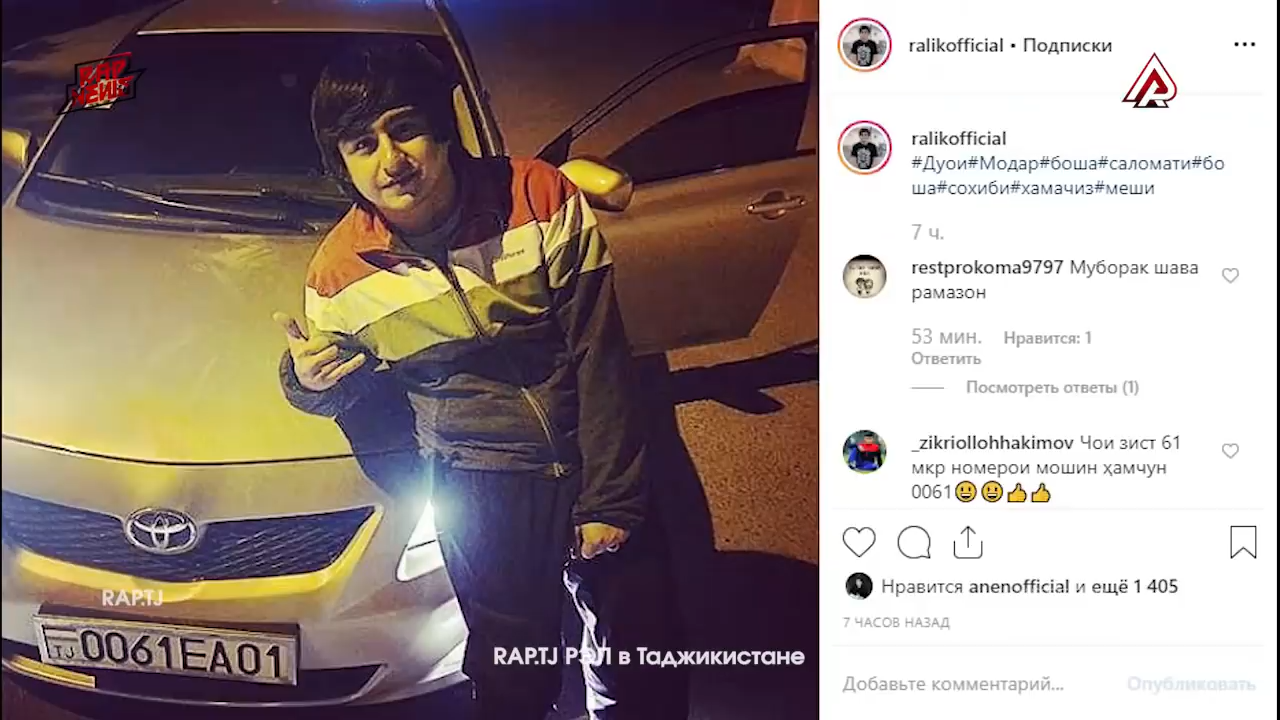 RAP
RAP.TJ
TJ 0061EA01
RAP.TJ РЭЛ в Таджикистане
ralikofficial • Подписки
ralikofficial
#Дуои#Модар#боша#саломати#бо
ша#сохиби#хамачиз#меши
7 ч.
restprokoma9797 Муборак шава
рамазон
53 мин. Нравится: 1
Ответить
Посмотреть ответы (1)
_zikriollohhakimov Чои зист 61
мкр номерои мошин ҳамчун
0061😀😀👍👍
Нравится anenofficial и ещё 1 405
7 ЧАСОВ НАЗАД
Добавьте комментарий... Опубликовать